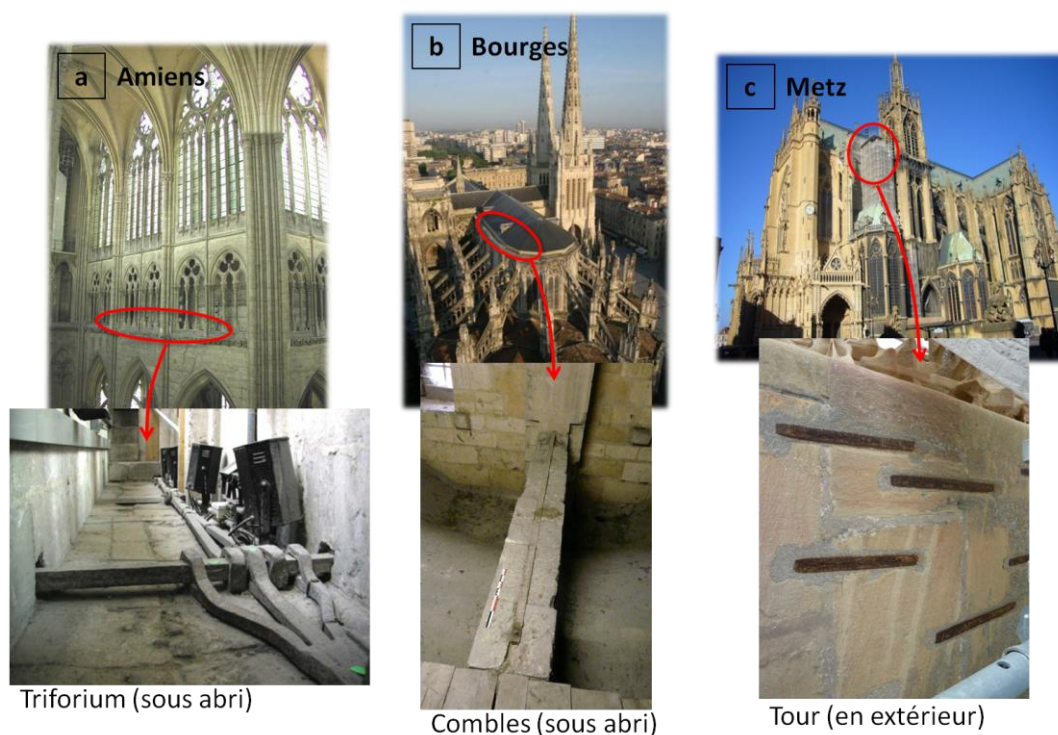 a Amiens
b Bourges
c Metz
Triforium (sous abri)
Combles (sous abri)
Tour (en extérieur)